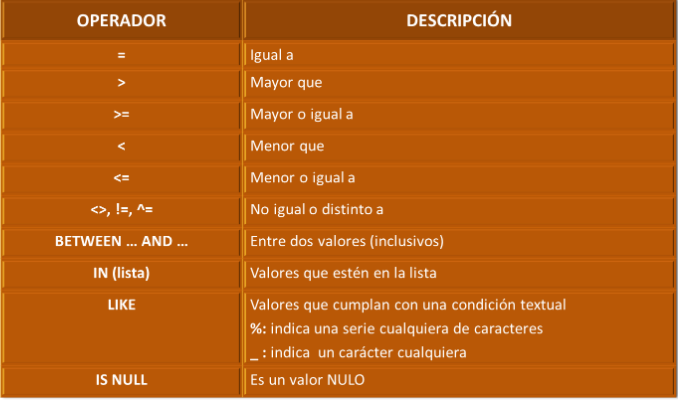 OPERADOR DESCRIPCIÓN
= Igual a
> Mayor que
>= Mayor o igual a
< Menor que
<= Menor o igual a
<>, !=, ^= No igual o distinto a
BETWEEN ... AND ... Entre dos valores (inclusivos)
IN (lista) Valores que estén en la lista
LIKE Valores que cumplan con una condición textual
%: indica una serie cualquiera de caracteres
_ : indica un carácter cualquiera
IS NULL Es un valor NULO